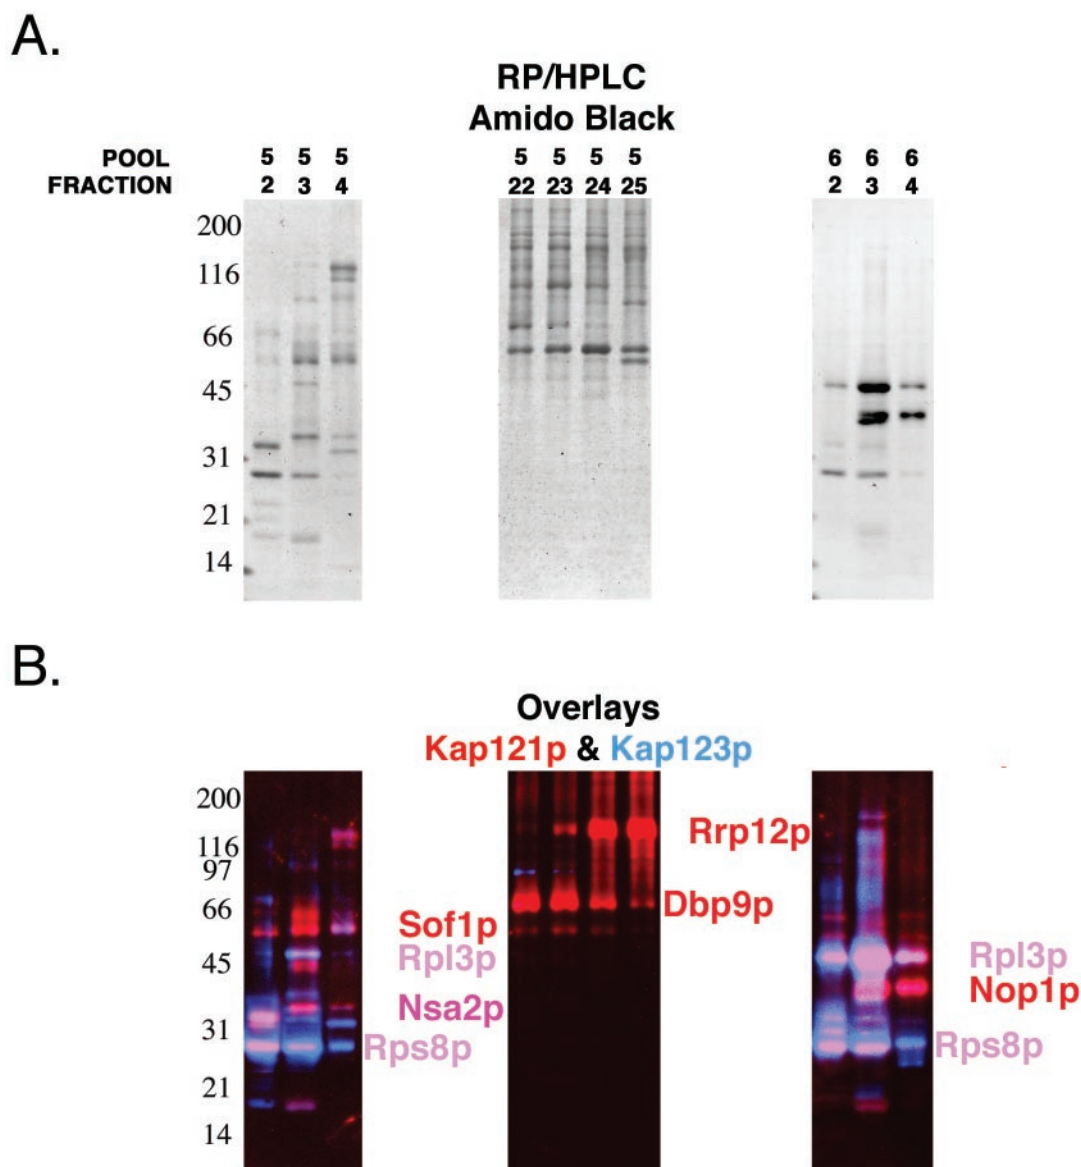 A.
RP/HPLC
Amido Black
POOL 5 5 5 5 5 5 5 6 6 6
FRACTION 2 3 4 22 23 24 25 2 3 4
200
116
66
45
31
21
14
B.
Overlays
Kap121p & Kap123p
200
116
97
66
45
31
21
14
Sof1p
Rpl3p
Nsa2p
Rps8p
Rrp12p
Dbp9p
Rpl3p
Nop1p
Rps8p